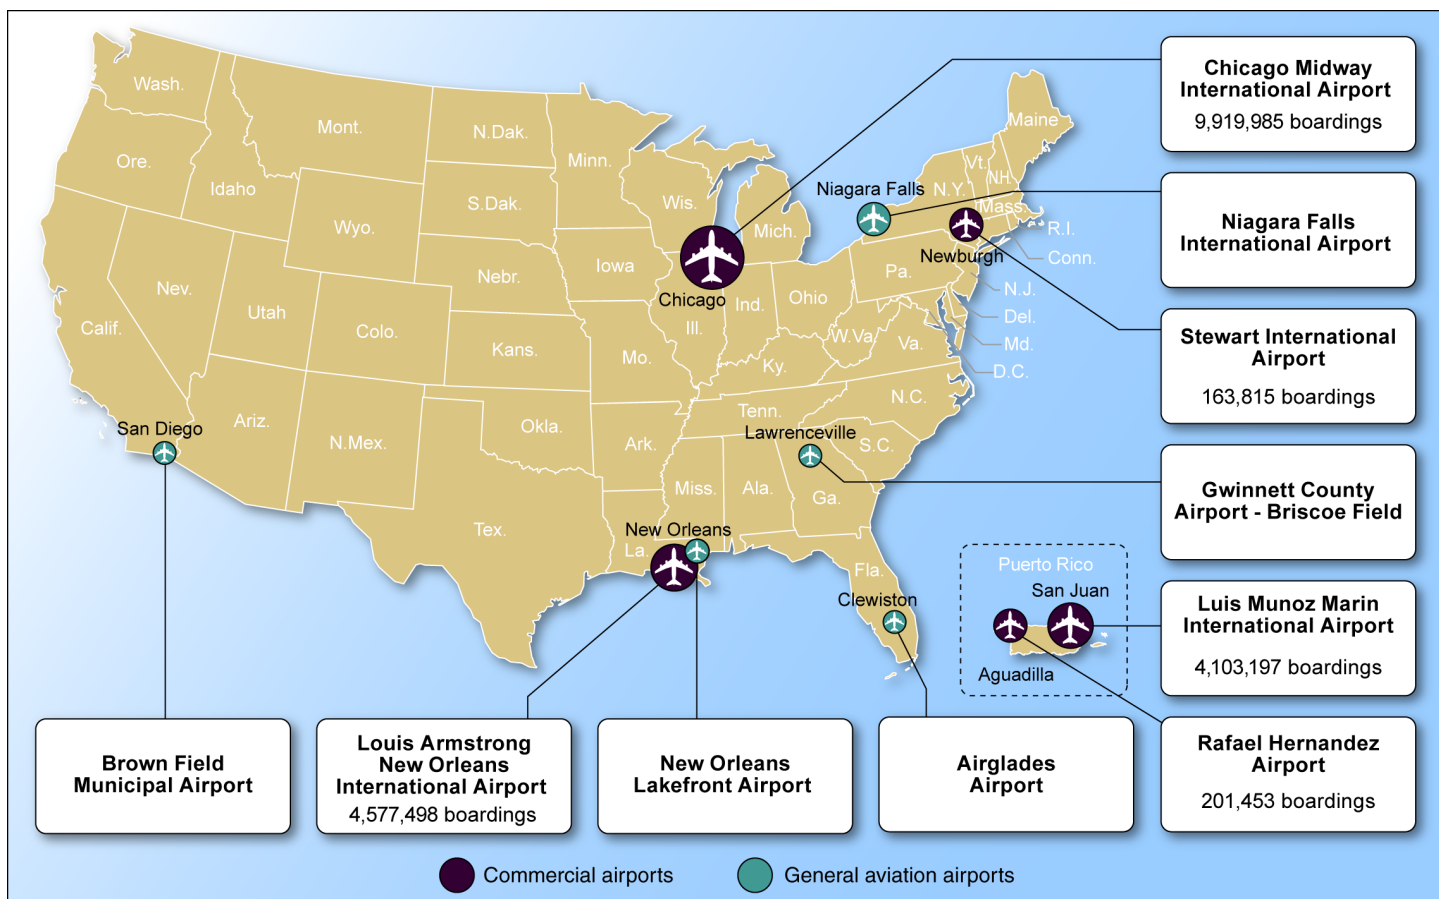 Wash.
Ore.
Idaho
Mont.
N.Dak.
S.Dak.
Minn.
Wis.
Mich.
Maine
Vt.
NH.
N.Y.
Mass.
R.I.
Conn.
N.J.
Del.
Md.
D.C.
Pa.
Wyo.
Nebr.
Iowa
Nev.
Utah
Colo.
Kans.
Mo.
Ill.
Ind.
Ohio
W.Va.
Va.
Ky.
Calif.
Ariz.
N.Mex.
Okla.
Ark.
Tenn.
N.C.
S.C.
Tex.
La.
Miss.
Ala.
Ga.
Fla.
Niagara Falls
Newburgh
Chicago
San Diego
Lawrenceville
New Orleans
Clewiston
Puerto Rico
San Juan
Aguadilla
Chicago Midway
International Airport
9,919,985 boardings
Niagara Falls
International Airport
Stewart International
Airport
163,815 boardings
Gwinnett County
Airport - Briscoe Field
Luis Munoz Marin
International Airport
4,103,197 boardings
Rafael Hernandez
Airport
201,453 boardings
Brown Field
Municipal Airport
Louis Armstrong
New Orleans
International Airport
4,577,498 boardings
New Orleans
Lakefront Airport
Airglades
Airport
Commercial airports
General aviation airports